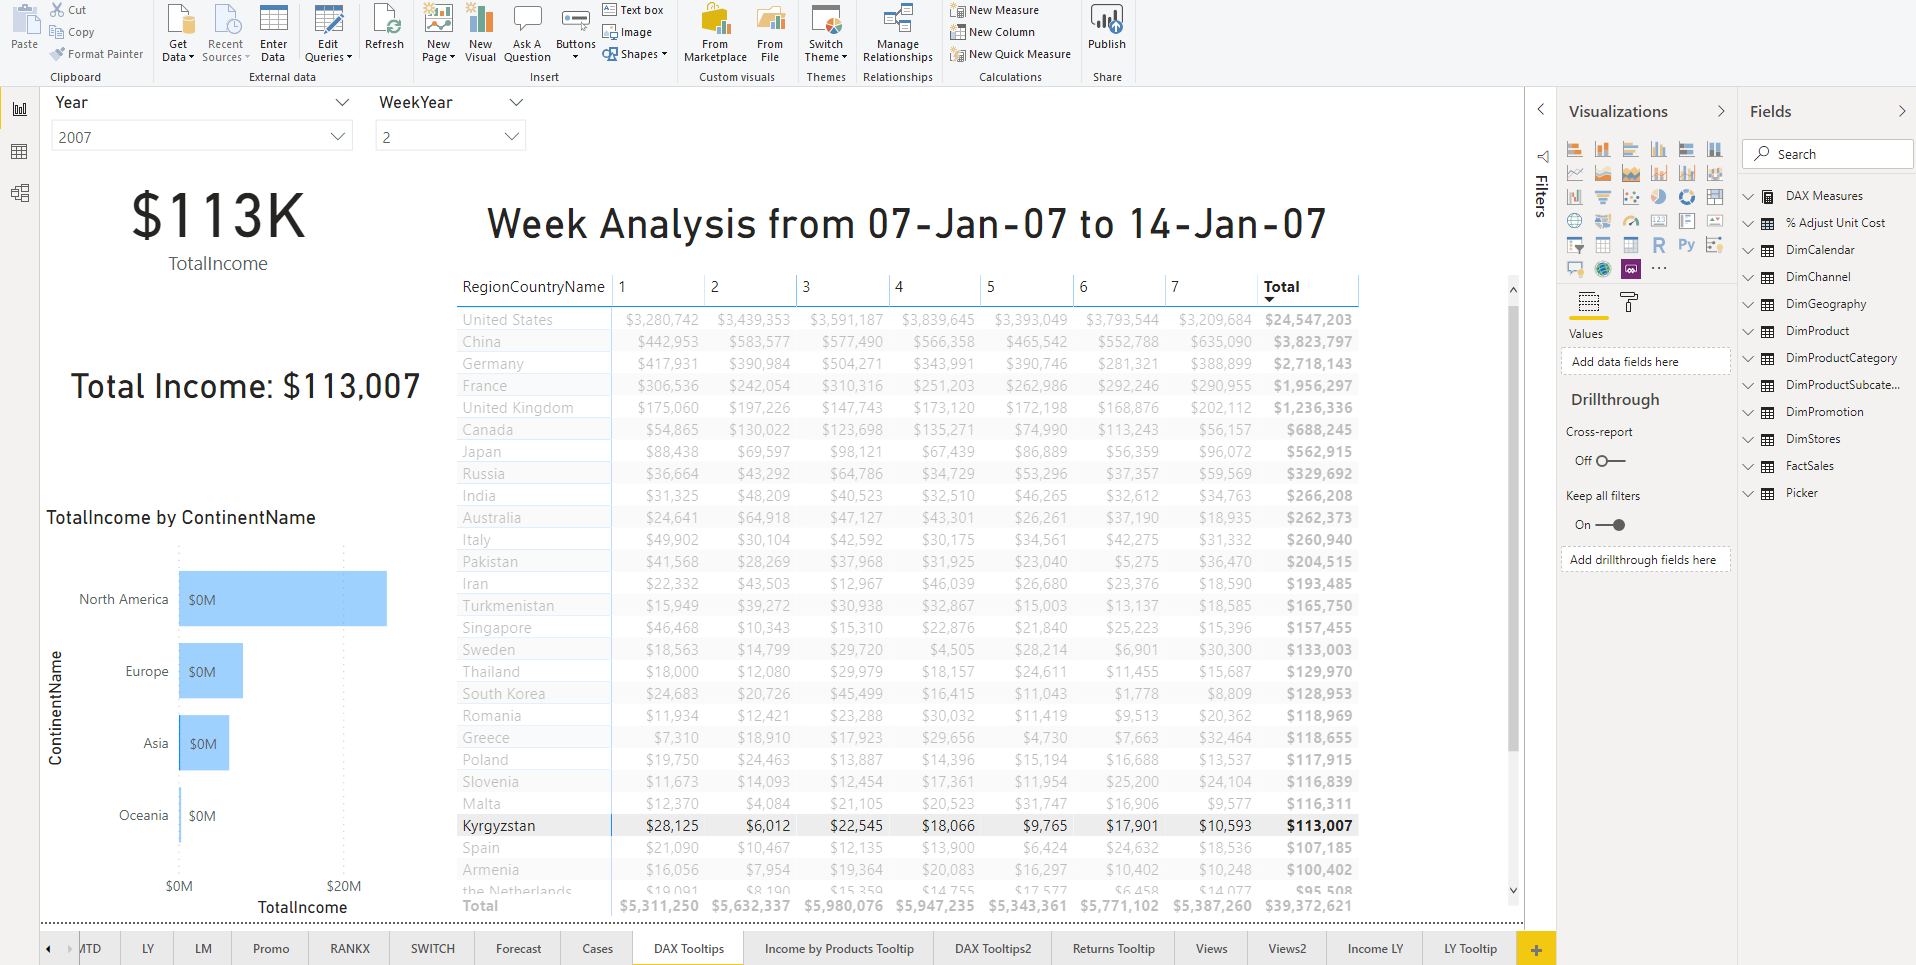 Paste
Cut
Copy
Format Painter
Clipboard
Get Data
Recent Sources
Enter Data
Edit Queries
Refresh
External data
New Page
New Visual
Ask A Question
Buttons
Text box
Image
Shapes
Insert
From Marketplace
From File
Custom visuals
Switch Theme
Themes
Manage Relationships
Relationships
New Measure
New Column
New Quick Measure
Calculations
Publish
Share
Year
2007
WeekYear
2
$113K
TotalIncome
Week Analysis from 07-Jan-07 to 14-Jan-07
Total Income: $113,007
TotalIncome by ContinentName
ContinentName
North America $0M
Europe $0M
Asia $0M
Oceania $0M
$0M $20M
TotalIncome
RegionCountryName 1 2 3 4 5 6 7 Total
United States $3,280,742 $3,439,353 $3,591,187 $3,839,645 $3,393,049 $3,793,544 $3,209,684 $24,547,203
China $442,953 $583,577 $577,490 $566,358 $465,542 $552,788 $635,090 $3,823,797
Germany $417,931 $390,984 $504,271 $343,991 $390,746 $281,321 $388,899 $2,718,143
France $306,536 $242,054 $310,316 $251,203 $262,986 $292,246 $290,955 $1,956,297
United Kingdom $175,060 $197,226 $147,743 $173,120 $172,198 $168,876 $202,112 $1,236,336
Canada $54,865 $130,022 $123,698 $135,271 $74,990 $113,243 $56,157 $688,245
Japan $88,438 $69,597 $98,121 $67,439 $86,889 $56,359 $96,072 $562,915
Russia $36,664 $43,292 $64,786 $34,729 $53,296 $37,357 $59,569 $329,692
India $31,325 $48,209 $40,523 $32,510 $46,265 $32,612 $34,763 $266,208
Australia $24,641 $64,918 $47,127 $43,301 $26,261 $37,190 $18,935 $262,373
Italy $49,902 $30,104 $42,592 $30,175 $34,561 $42,275 $31,332 $260,940
Pakistan $41,568 $28,269 $37,968 $31,925 $23,040 $5,275 $36,470 $204,515
Iran $22,332 $43,503 $12,967 $46,039 $26,680 $23,376 $18,590 $193,485
Turkmenistan $15,949 $39,272 $30,938 $32,867 $15,003 $13,137 $18,585 $165,750
Singapore $46,468 $10,343 $15,310 $22,876 $21,840 $25,223 $15,396 $157,455
Sweden $18,563 $14,799 $29,720 $4,505 $28,214 $6,901 $30,300 $133,003
Thailand $18,000 $12,080 $29,979 $18,157 $24,611 $11,455 $15,687 $129,970
South Korea $24,683 $20,726 $45,499 $16,415 $11,043 $1,778 $8,809 $128,953
Romania $11,934 $12,421 $23,288 $30,032 $11,419 $9,513 $20,362 $118,969
Greece $7,310 $18,910 $17,923 $29,656 $4,730 $7,663 $32,464 $118,655
Poland $19,750 $24,463 $13,887 $14,396 $15,194 $16,688 $13,537 $117,915
Slovenia $11,673 $14,093 $12,454 $17,361 $11,954 $25,200 $24,104 $116,839
Malta $12,370 $4,084 $21,105 $20,523 $31,747 $16,906 $9,577 $116,311
Kyrgyzstan $28,125 $6,012 $22,545 $18,066 $9,765 $17,901 $10,593 $113,007
Spain $21,090 $10,467 $12,135 $13,900 $6,424 $24,632 $18,536 $107,185
Armenia $16,056 $7,954 $19,364 $20,083 $16,297 $10,402 $10,248 $100,402
the Netherlands $19,091 $8,190 $15,359 $14,755 $17,577 $6,458 $14,077 $95,508
Total $5,311,250 $5,632,337 $5,980,076 $5,947,235 $5,343,361 $5,771,102 $5,387,260 $39,372,621
Filters
Visualizations
R Py
Values
Add data fields here
Drillthrough
Cross-report
Off
Keep all filters
On
Add drillthrough fields here
Fields
Search
DAX Measures
% Adjust Unit Cost
DimCalendar
DimChannel
DimGeography
DimProduct
DimProductCategory
DimProductSubcate...
DimPromotion
DimStores
FactSales
Picker
MTD LY LM Promo RANKX SWITCH Forecast Cases DAX Tooltips Income by Products Tooltip DAX Tooltips2 Returns Tooltip Views Views2 Income LY LY Tooltip